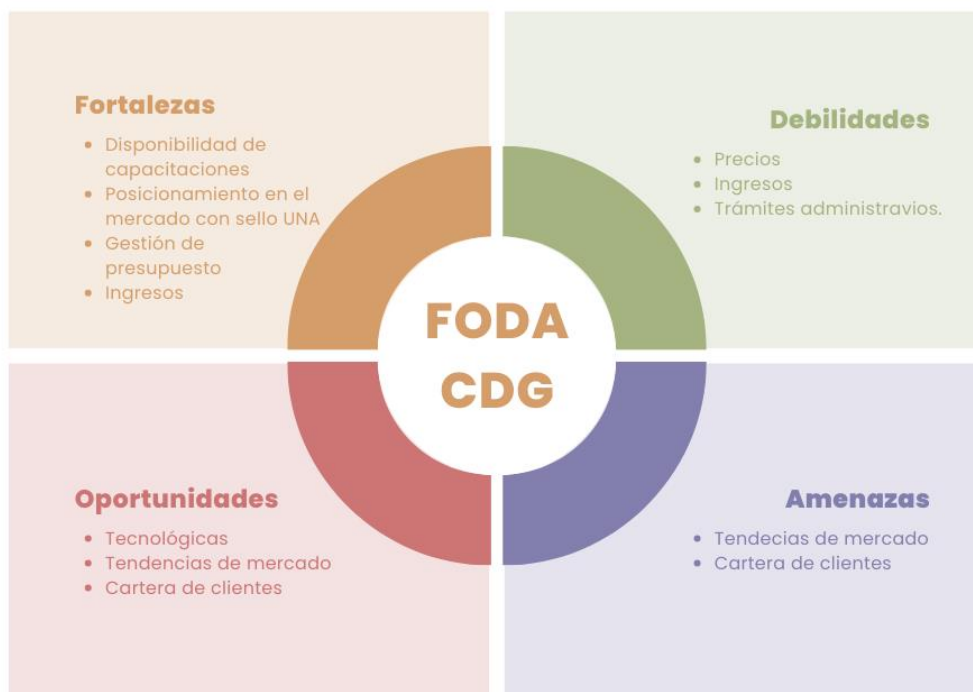 Fortalezas
• Disponibilidad de
capacitaciones
• Posicionamiento en el
mercado con sello UNA
• Gestión de
presupuesto
• Ingresos
Debilidades
• Precios
• Ingresos
• Trámites administravios.
FODA
CDG
Oportunidades
• Tecnológicas
• Tendencias de mercado
• Cartera de clientes
Amenazas
• Tendecias de mercado
• Cartera de clientes